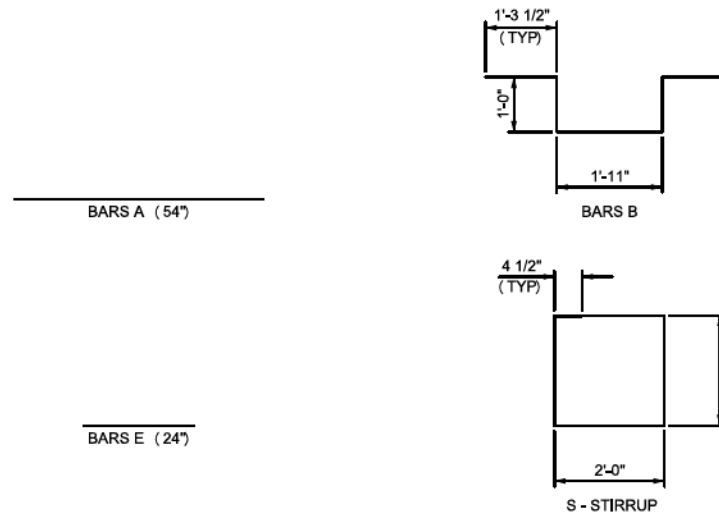 1'-3 1/2"
( TYP)
1'-0"
1'-11"
BARS A ( 54")
BARS B
4 1/2"
( TYP)
BARS E ( 24")
2'-0"
S - STIRRUP